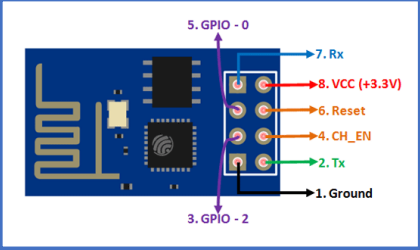 5. GPIO - 0
7. Rx
8. VCC (+3.3V)
6. Reset
4. CH_EN
2. Tx
1. Ground
3. GPIO - 2